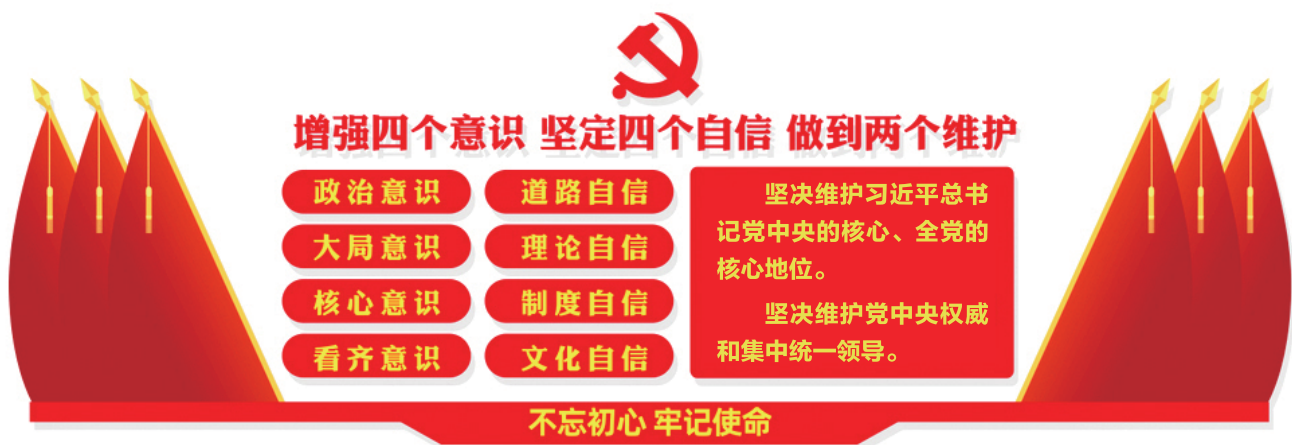 增强四个意识 坚定四个自信 做到两个维护
政治意识
大局意识
核心意识
看齐意识
道路自信
理论自信
制度自信
文化自信
坚决维护习近平总书
记党中央的核心、全党的
核心地位。
坚决维护党中央权威
和集中统一领导。
不忘初心 牢记使命